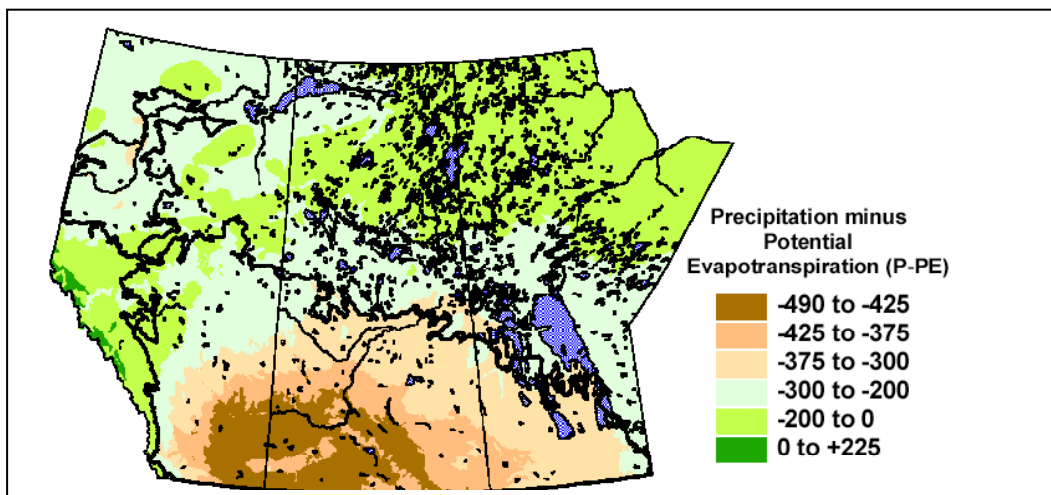 Precipitation minus
Potential
Evapotranspiration (P-PE)
-490 to -425
-425 to -375
-375 to -300
-300 to -200
-200 to 0
0 to +225